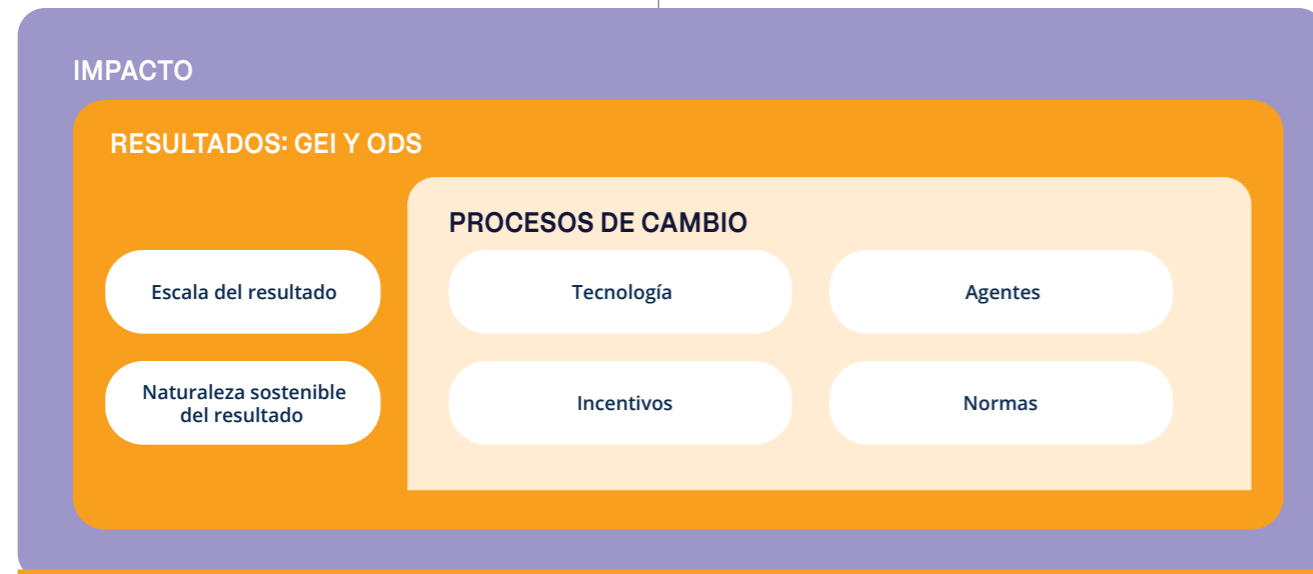 IMPACTO
RESULTADOS: GEI Y ODS
PROCESOS DE CAMBIO
Escala del resultado
Tecnología
Agentes
Naturaleza sostenible
del resultado
Incentivos
Normas